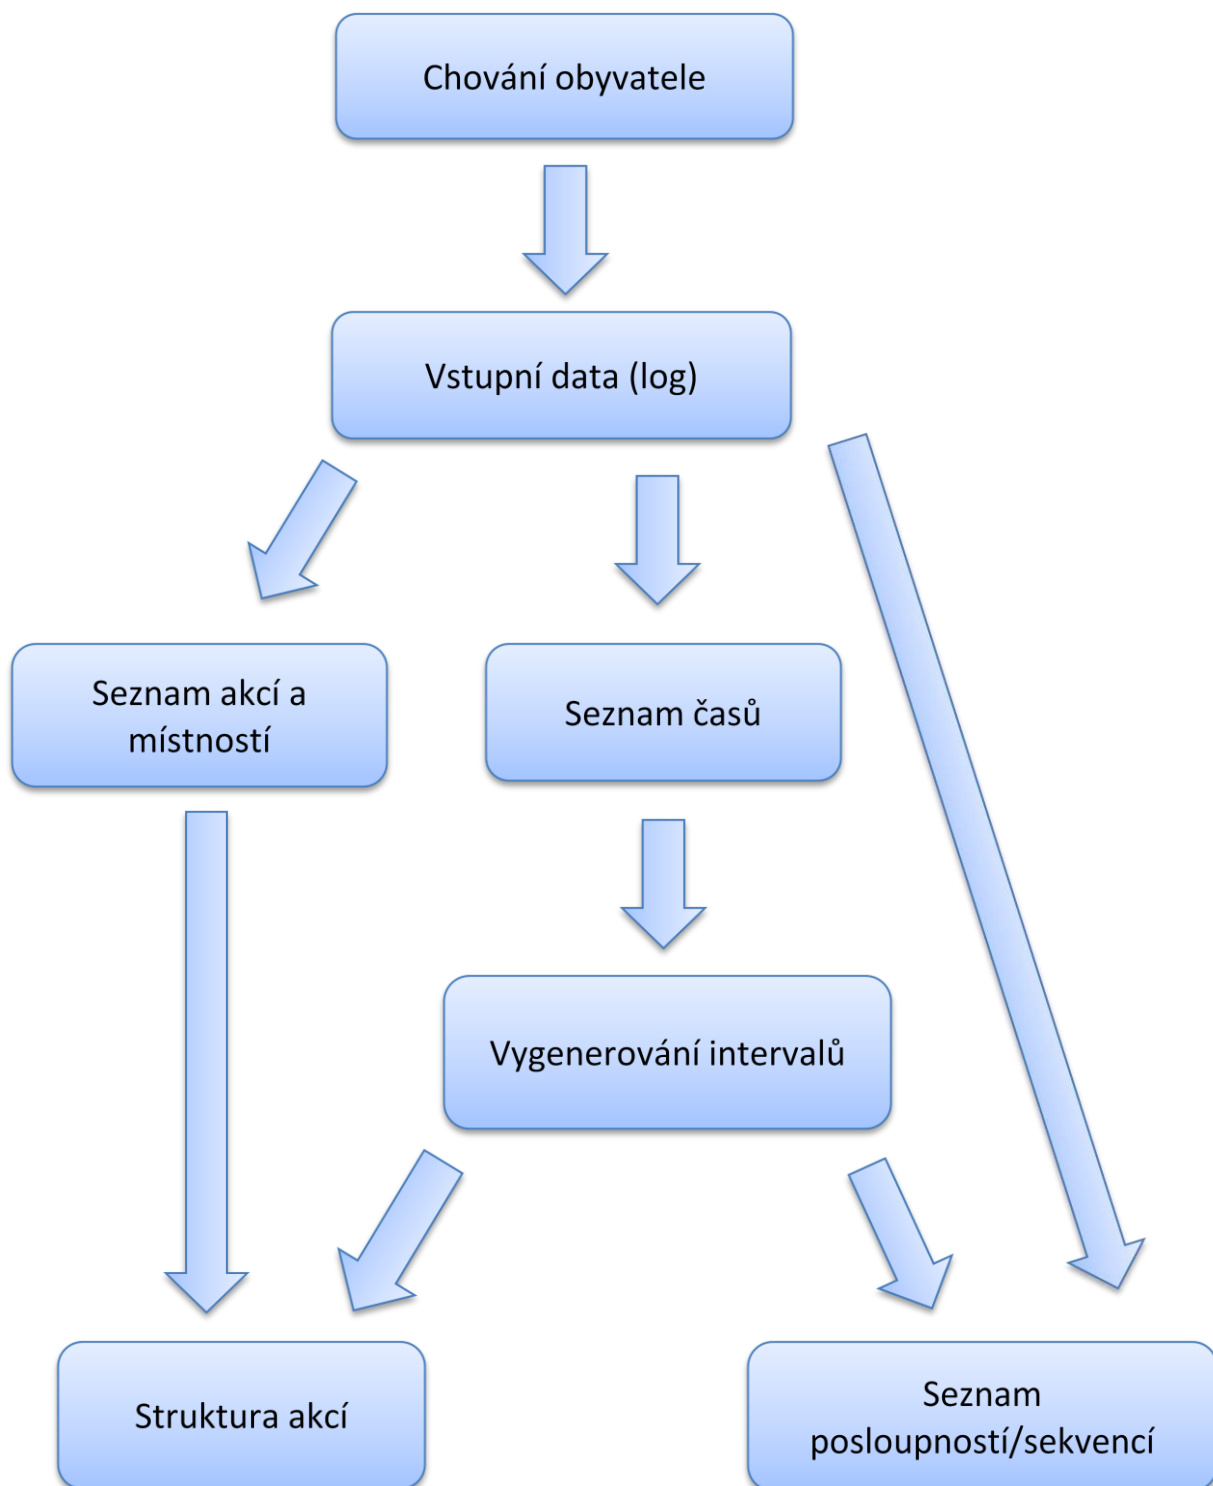 Chování obyvatele
Vstupní data (log)
Seznam akcí a
místností
Seznam časů
Vygenerování intervalů
Struktura akcí
Seznam
posloupností/sekvencí